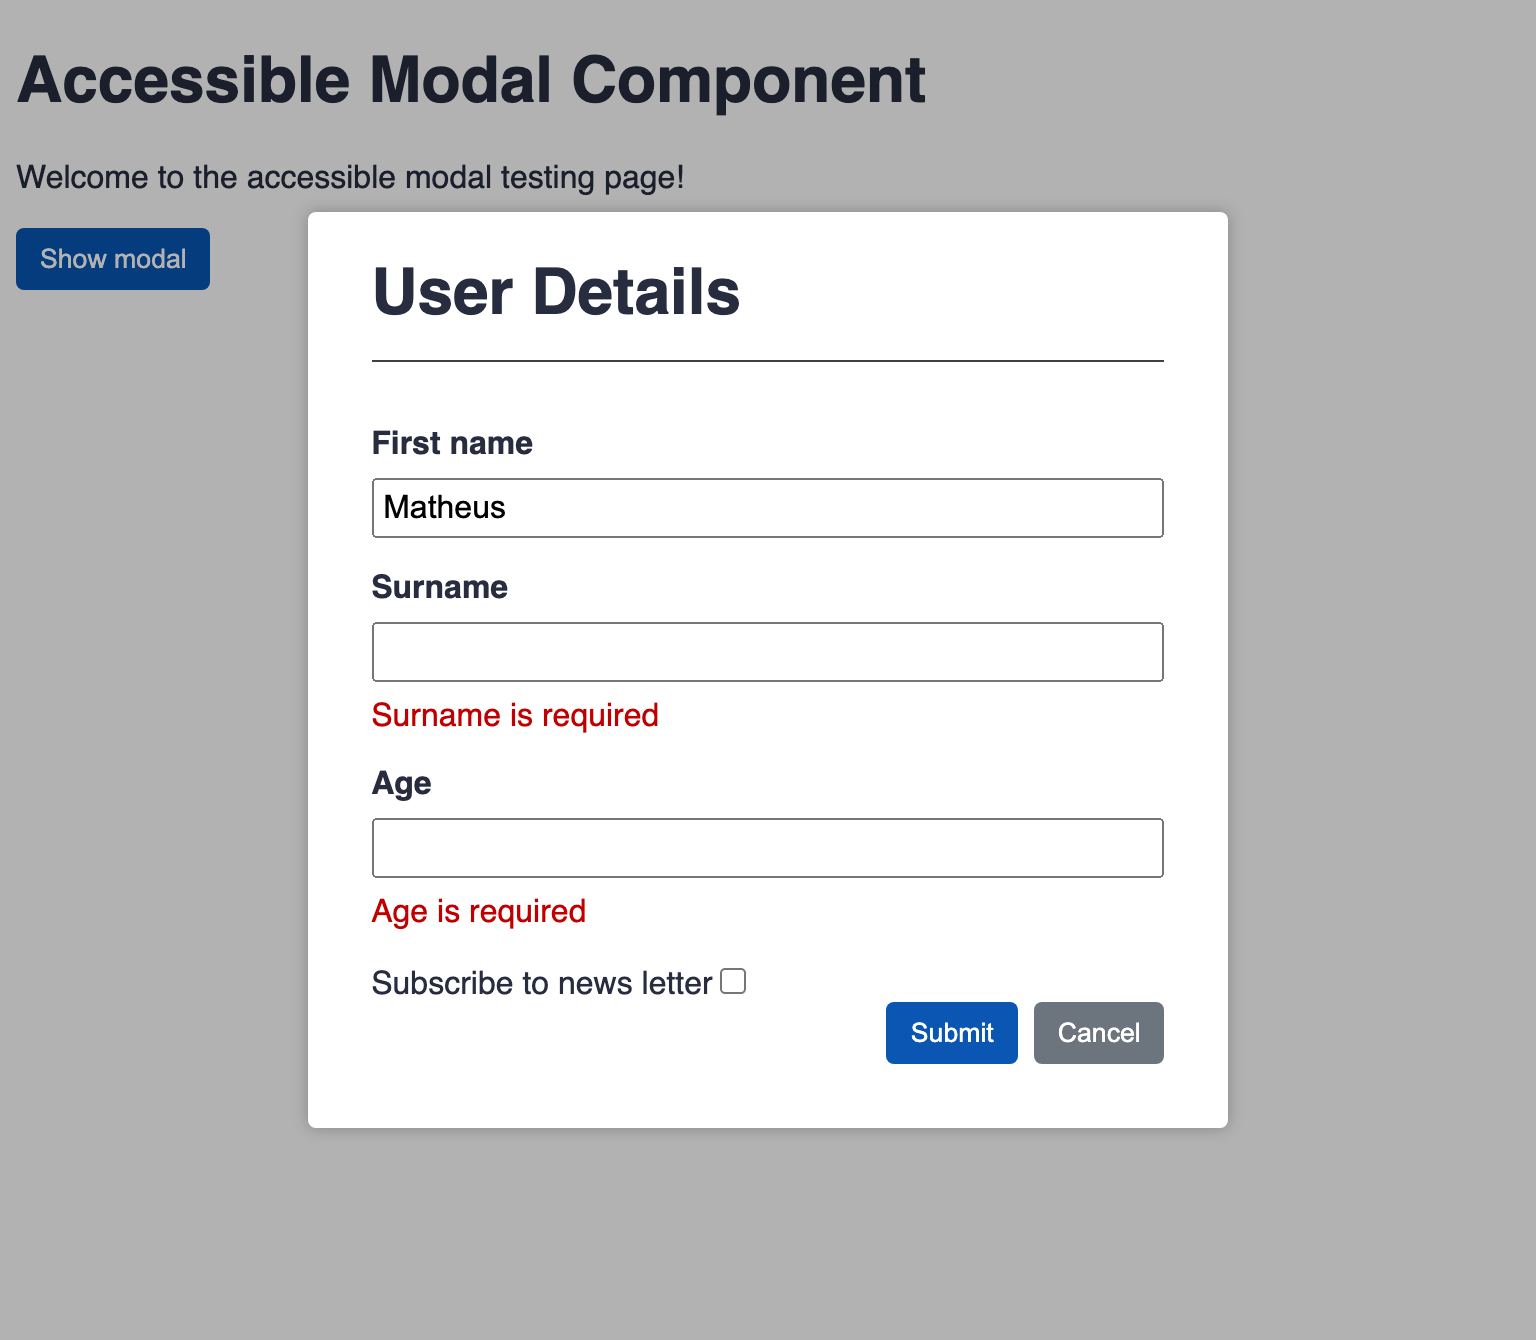 Accessible Modal Component
Welcome to the accessible modal testing page!
Show modal
User Details
First name
Matheus
Surname
Surname is required
Age
Age is required
Subscribe to news letter
Submit
Cancel